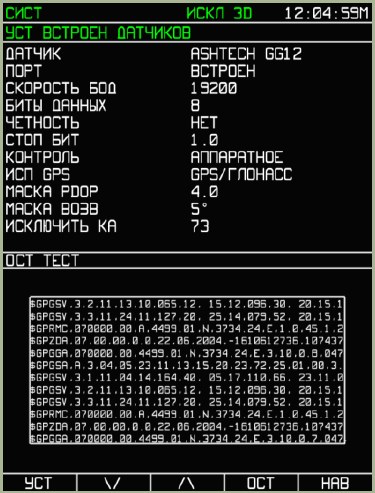 СИСТ ИСКЛ 3D 12:04:59M
УСТ ВСТРОЕН ДАТЧИКОВ
ДАТЧИК ASHTECH GG12
ПОРТ ВСТРОЕН
СКОРОСТЬ БОД 19200
БИТЫ ДАННЫХ 8
ЧЕТНОСТЬ НЕТ
СТОП БИТ 1.0
КОНТРОЛЬ АППАРАТНОЕ
ИСП GPS GPS/ГЛОНАСС
МАСКА PDOP 4.0
МАСКА ВОЗВ 5°
ИСКЛЮЧИТЬ КА 73
ОСТ ТЕСТ
$GPGSV.3.2.11.13.10.065.12. 15.12.096.30. 20.15.1
$GPGSV.3.3.11.24.11.127.20. 25.14.079.52. 20.15.1
$GPRMC.070000.00.A.4499.01.N.3734.24.E.1.0.45.1.2
$GPZDA.07.00.00.0.0.22.06.2004.-1610612736.107437
$GPGGA.070000.00.4499.01.N.3734.24.E.3.10.0.9.047
$GPGSA.A.3.04.05.23.11.13.15.20.23.72.25.01.00.3.
$GPGSV.3.1.11.04.14.164.40. 05.17.110.66. 23.11.0
$GPGSV.3.2.11.13.10.065.12. 15.12.096.30. 20.15.1
$GPGSV.3.3.11.24.11.127.20. 25.14.079.52. 20.15.1
$GPRMC.070000.00.A.4499.01.N.3734.24.E.1.0.45.1.2
$GPZDA.07.00.00.0.0.22.06.2004.-1610612736.107437
$GPGGA.070000.00.4499.01.N.3734.24.E.3.10.0.7.047
УСТ \/ /\ ОСТ НАВ